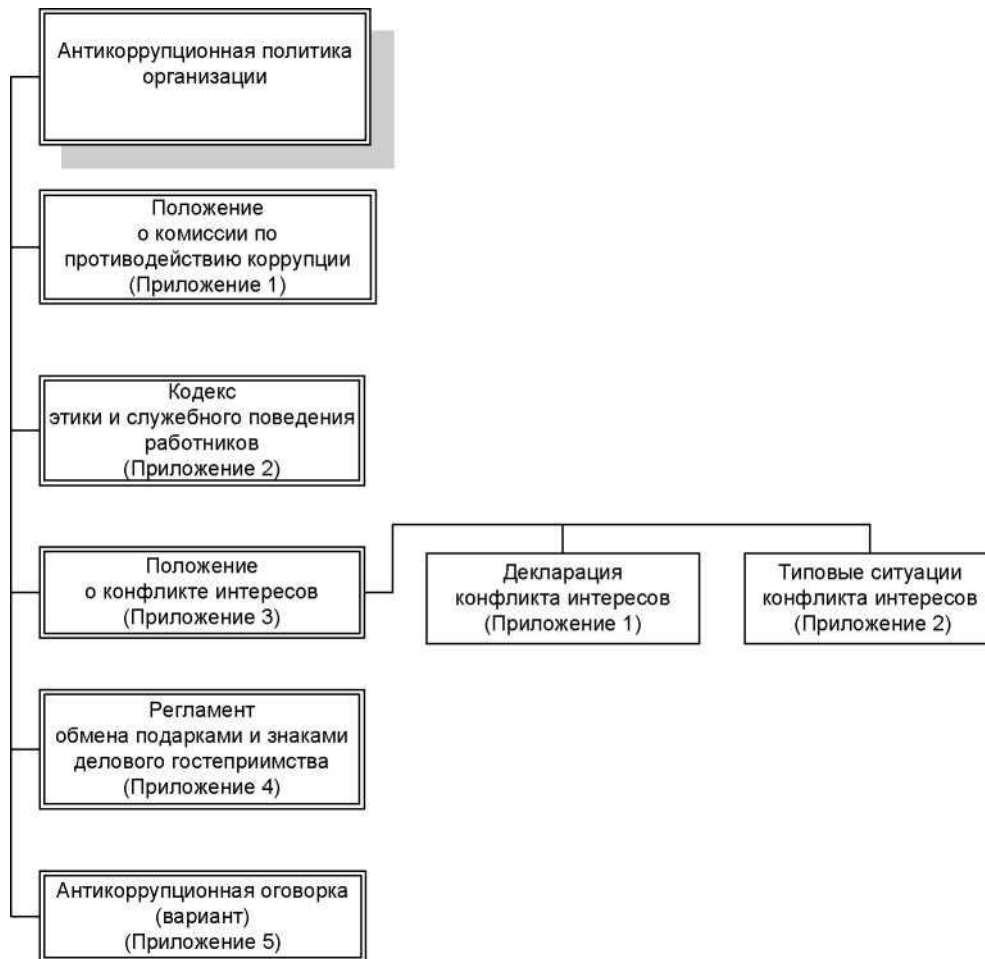 Антикоррупционная политика
организации
Положение
о комиссии по
противодействию коррупции
(Приложение 1)
Кодекс
этики и служебного поведения
работников
(Приложение 2)
Положение
о конфликте интересов
(Приложение 3)
Декларация
конфликта интересов
(Приложение 1)
Типовые ситуации
конфликта интересов
(Приложение 2)
Регламент
обмена подарками и знаками
делового гостеприимства
(Приложение 4)
Антикоррупционная оговорка
(вариант)
(Приложение 5)